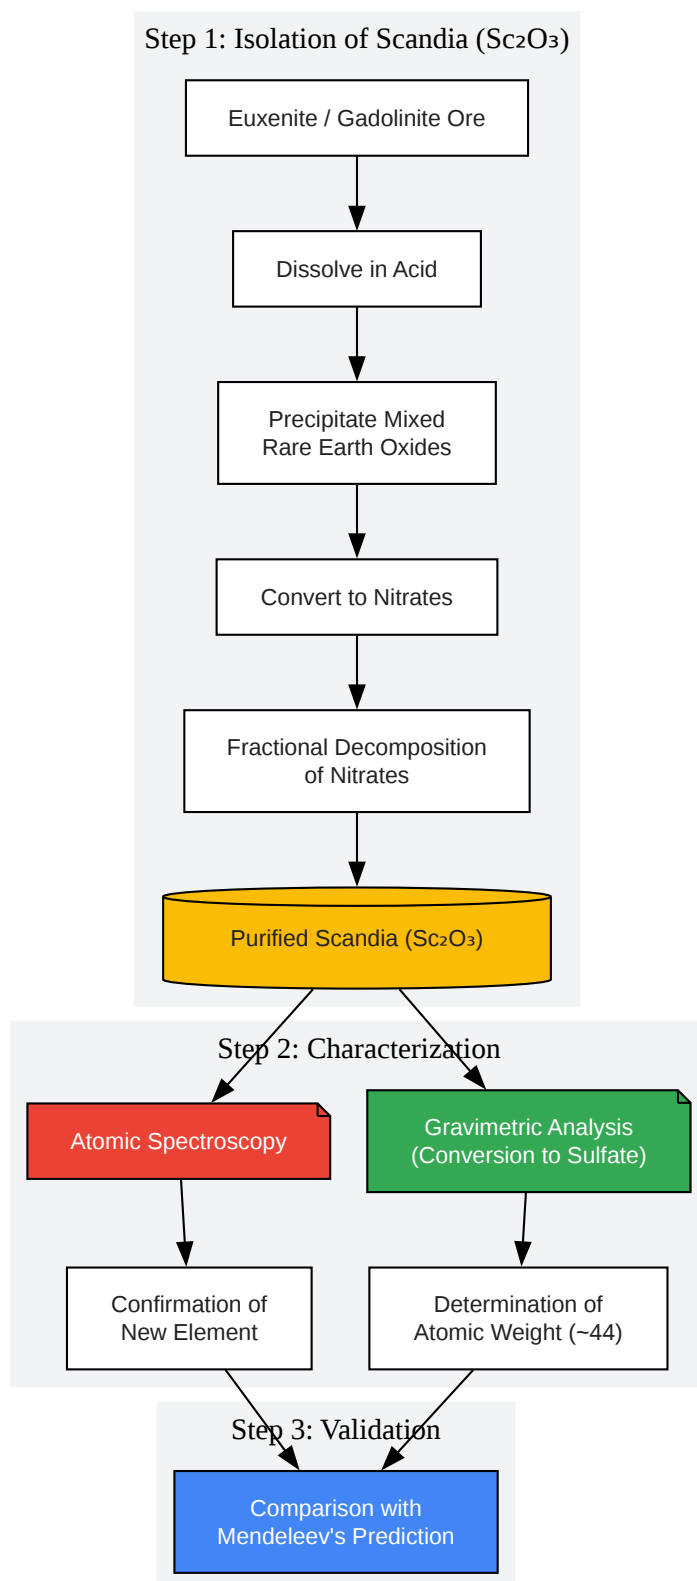 Step 1: Isolation of Scandia (Sc₂O₃)
Euxenite / Gadolinite Ore
Dissolve in Acid
Precipitate Mixed
Rare Earth Oxides
Convert to Nitrates
Fractional Decomposition
of Nitrates
Purified Scandia (Sc₂O₃)
Step 2: Characterization
Atomic Spectroscopy
Gravimetric Analysis
(Conversion to Sulfate)
Confirmation of
New Element
Determination of
Atomic Weight (~44)
Step 3: Validation
Comparison with
Mendeleev's Prediction